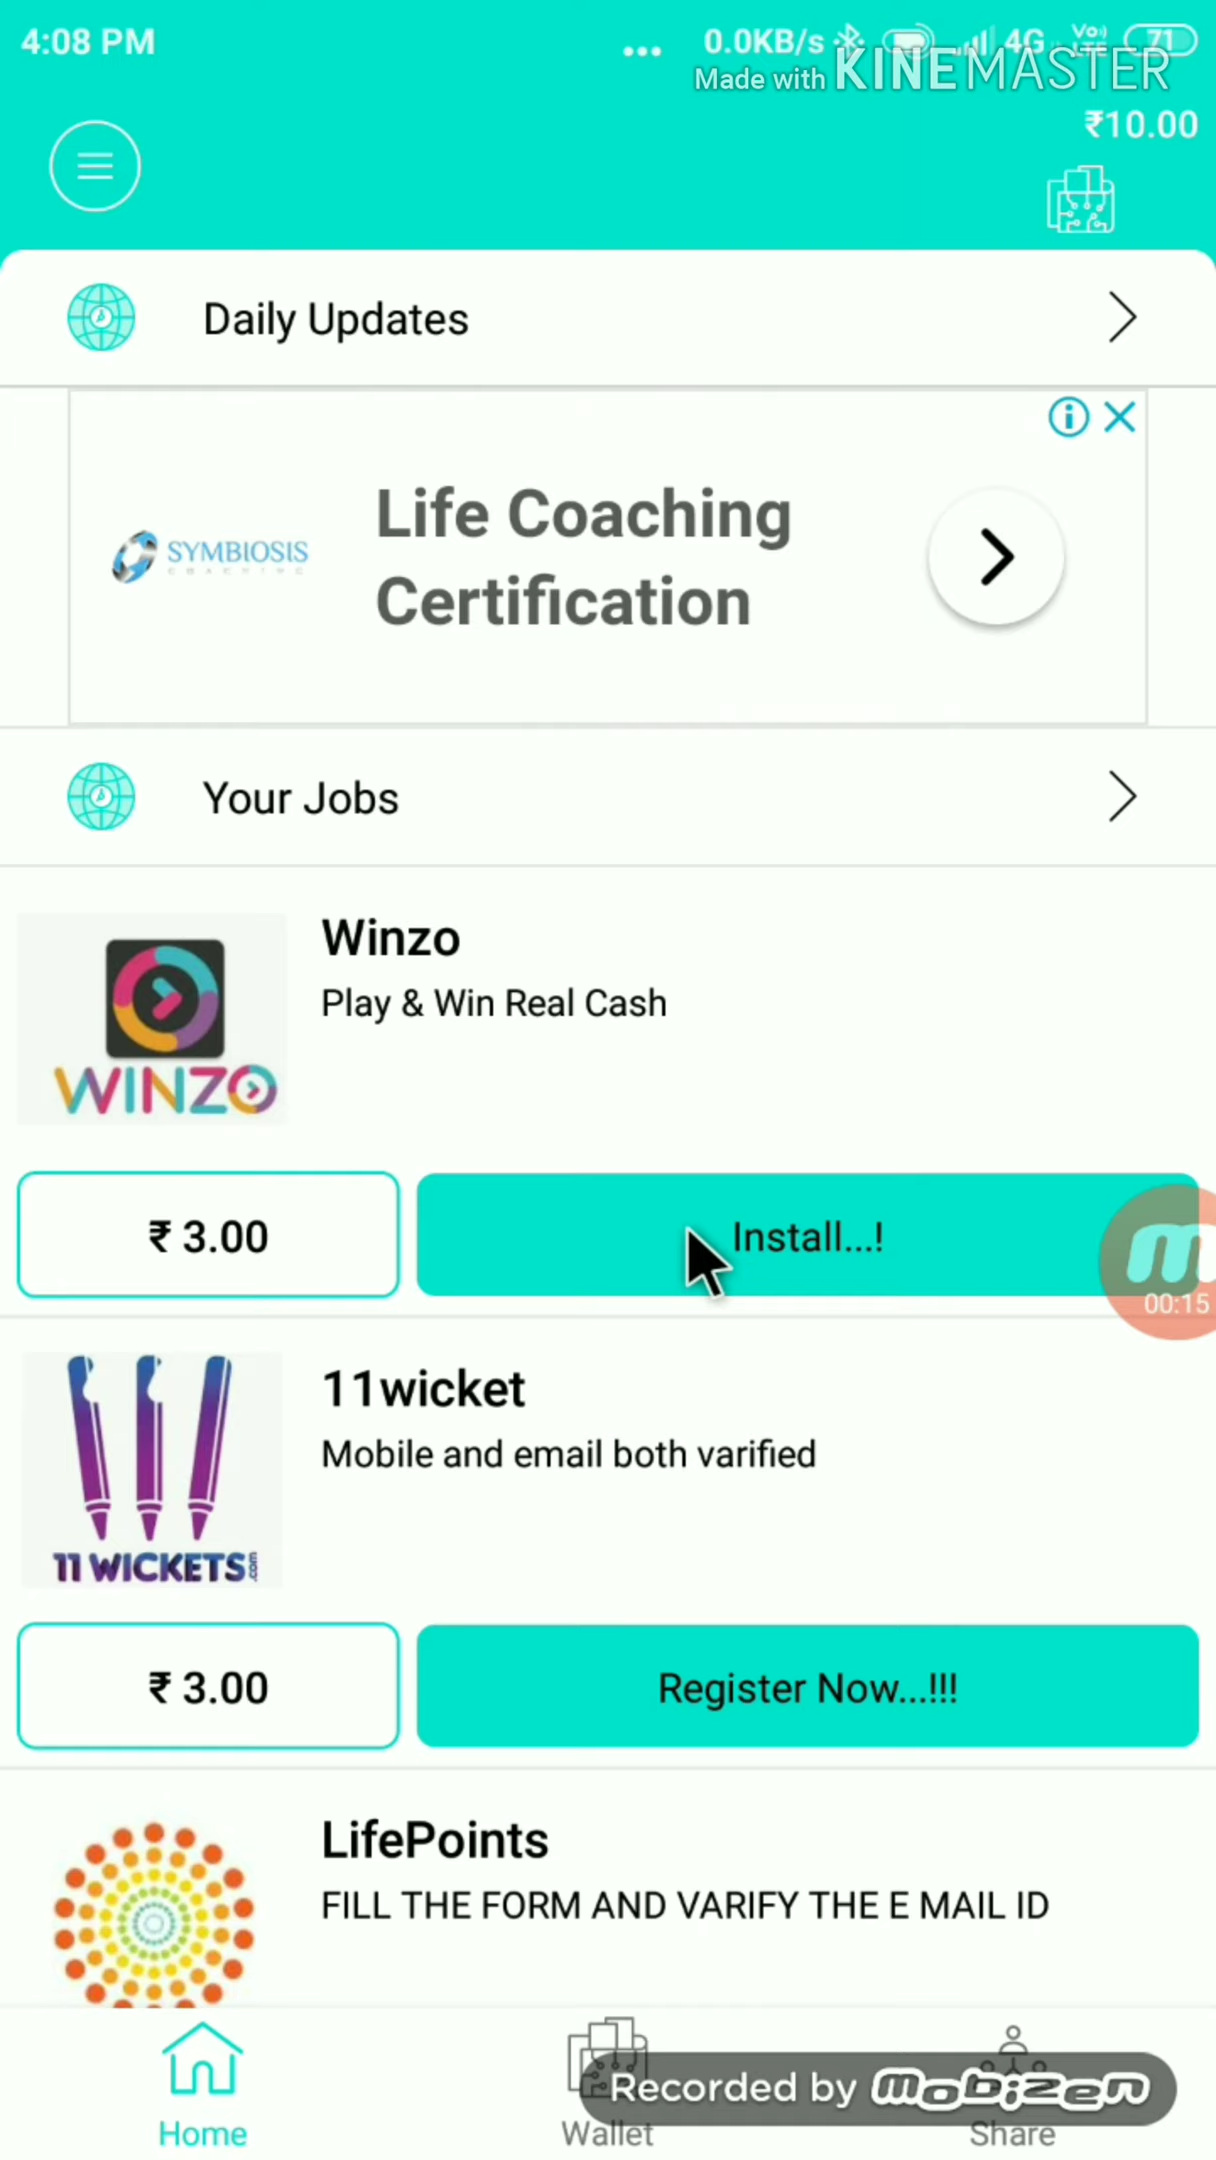 4:08 PM
... 0.0KB/s 4G Vo) LTE 71
Made with KINEMASTER
₹10.00
Daily Updates
SYMBIOSIS
COACHING
Life Coaching
Certification
Your Jobs
Winzo
Play & Win Real Cash
WINZO
₹ 3.00
Install...!
00:15
11wicket
Mobile and email both varified
11 WICKETS.com
₹ 3.00
Register Now...!!!
LifePoints
FILL THE FORM AND VARIFY THE E MAIL ID
Recorded by mobizen
Home
Wallet
Share